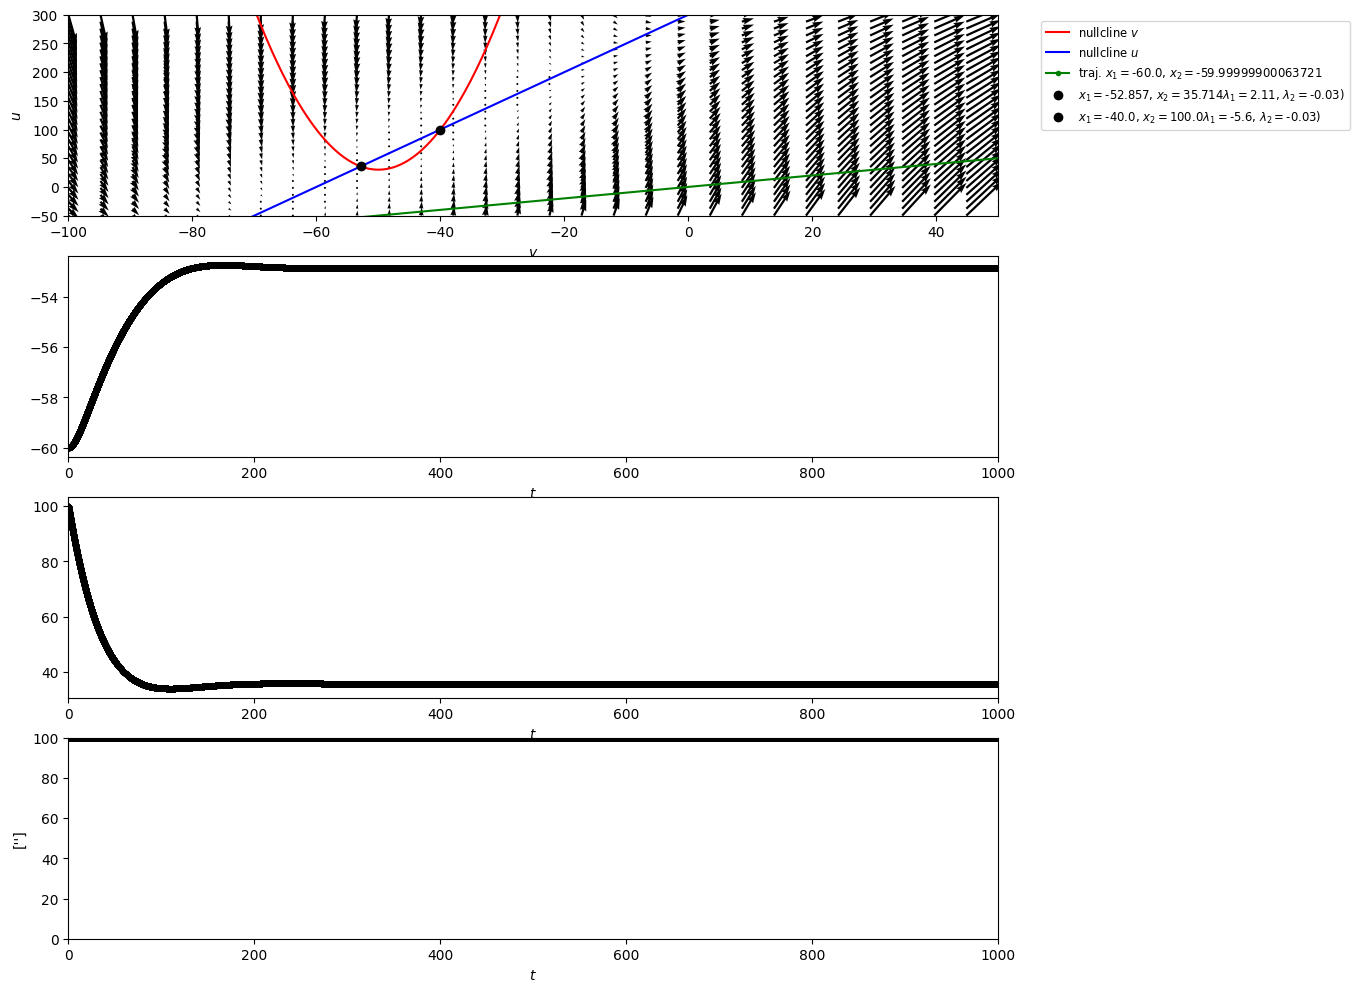 300
250
200
150
100
50
0
−50
u
−100 −80 −60 −40 −20 0 20 40
v
nullcline v
nullcline u
traj. x₁ = -60.0, x₂ = -59.99999900063721
x₁ = -52.857, x₂ = 35.714λ₁ = 2.11, λ₂ = -0.03)
x₁ = -40.0, x₂ = 100.0λ₁ = -5.6, λ₂ = -0.03)
−54
−56
−58
−60
0 200 400 600 800 1000
t
100
80
60
40
0 200 400 600 800 1000
t
100
80
60
40
20
0
['']
0 200 400 600 800 1000
t